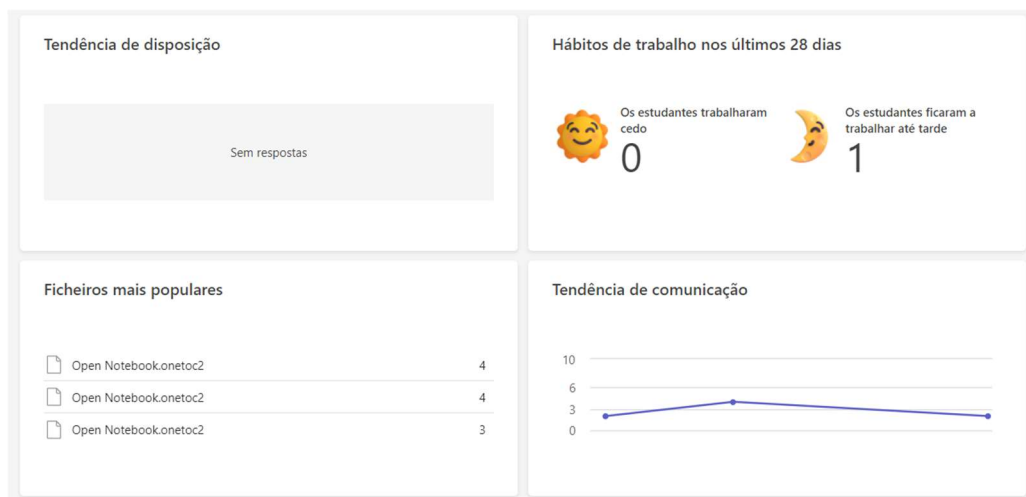 Tendência de disposição
Sem respostas
Hábitos de trabalho nos últimos 28 dias
Os estudantes trabalharam
cedo
0
Os estudantes ficaram a
trabalhar até tarde
1
Ficheiros mais populares
Open Notebook.onetoc2 4
Open Notebook.onetoc2 4
Open Notebook.onetoc2 3
Tendência de comunicação
10
6
3
0